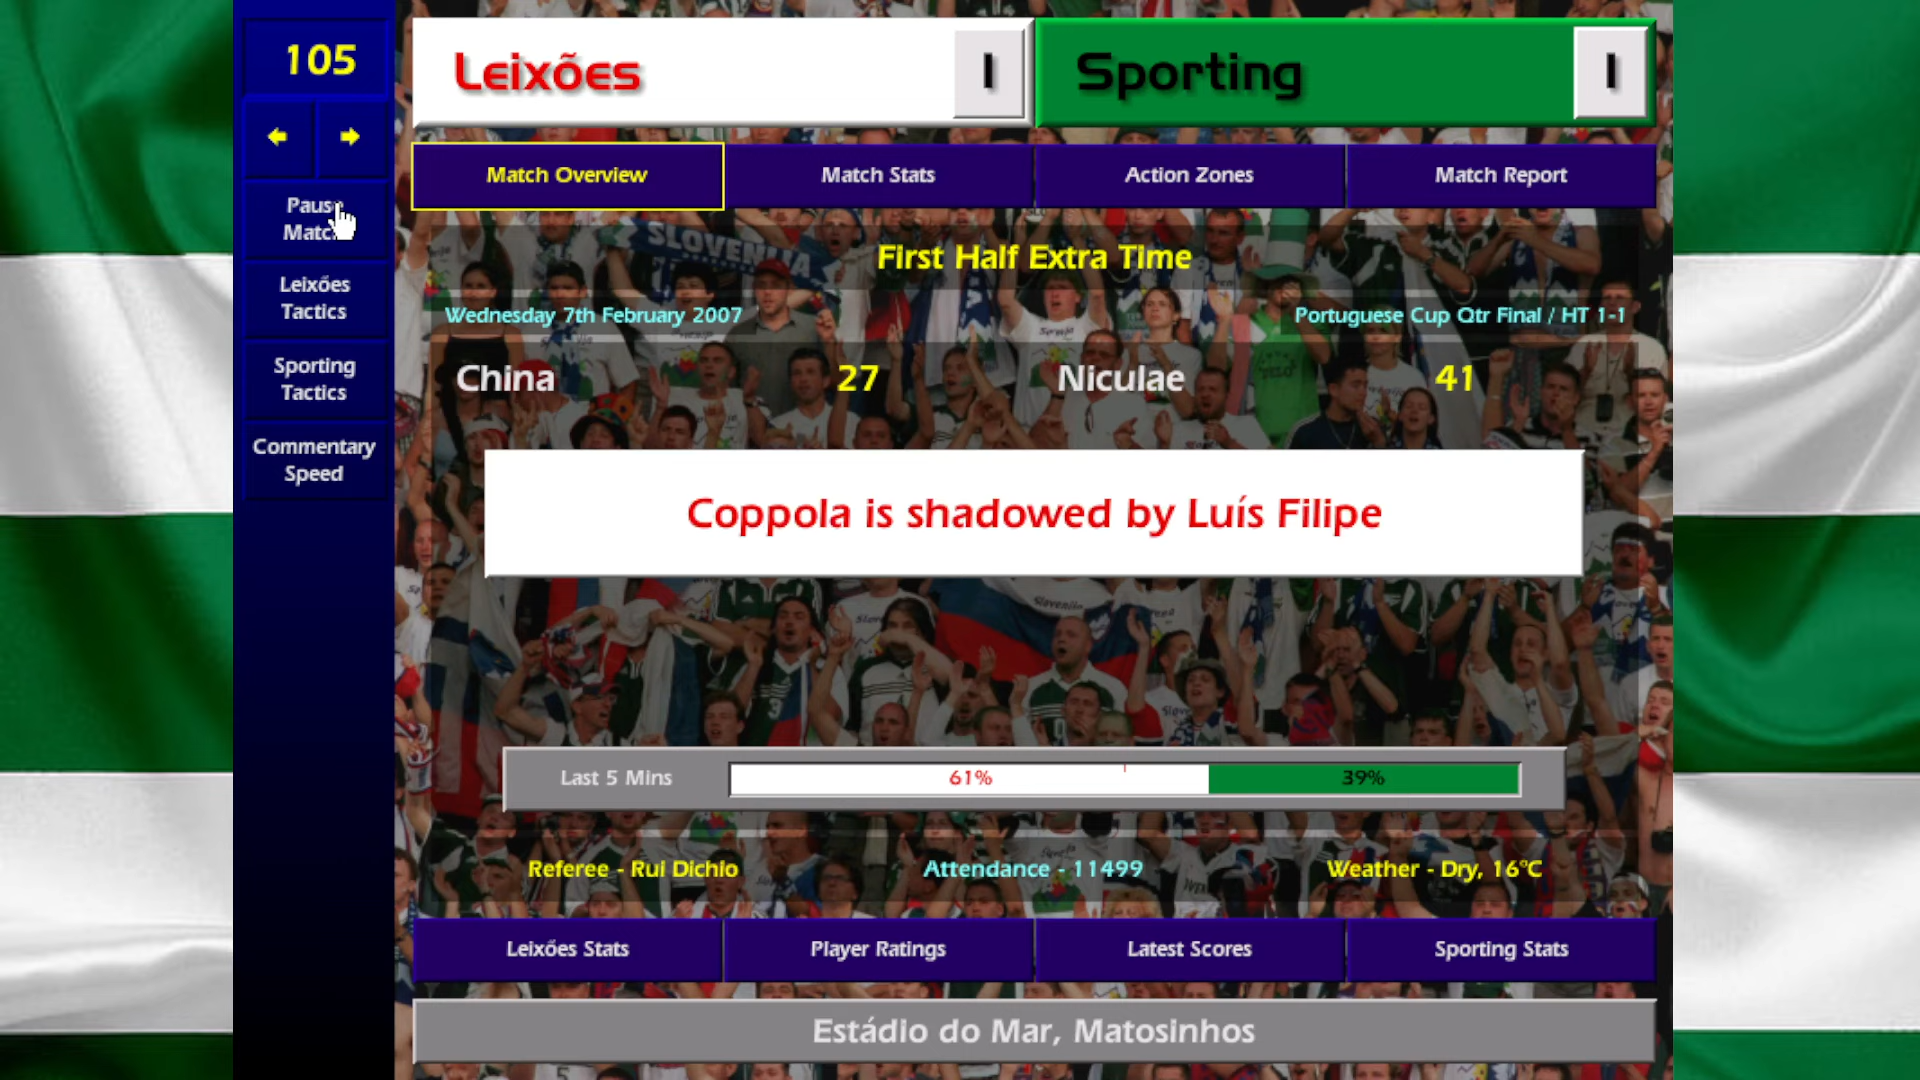 105
Leixões
1
Sporting
1
Match Overview
Match Stats
Action Zones
Match Report
Pause
Match
First Half Extra Time
Leixões
Tactics
Wednesday 7th February 2007
Portuguese Cup Qtr Final / HT 1-1
Sporting
Tactics
China
27
Niculae
41
Commentary
Speed
SLOVENIJA
Coppola is shadowed by Luís Filipe
Last 5 Mins
61%
39%
Referee - Rui Dichio
Attendance - 11499
Weather - Dry, 16°C
Leixões Stats
Player Ratings
Latest Scores
Sporting Stats
Estádio do Mar, Matosinhos